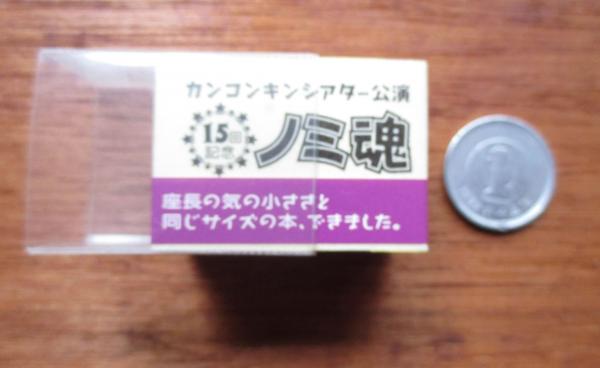 カンコンキンシアター公演
15回
記念
ノミ魂
座長の気の小ささと
同じサイズの本、できました。
1